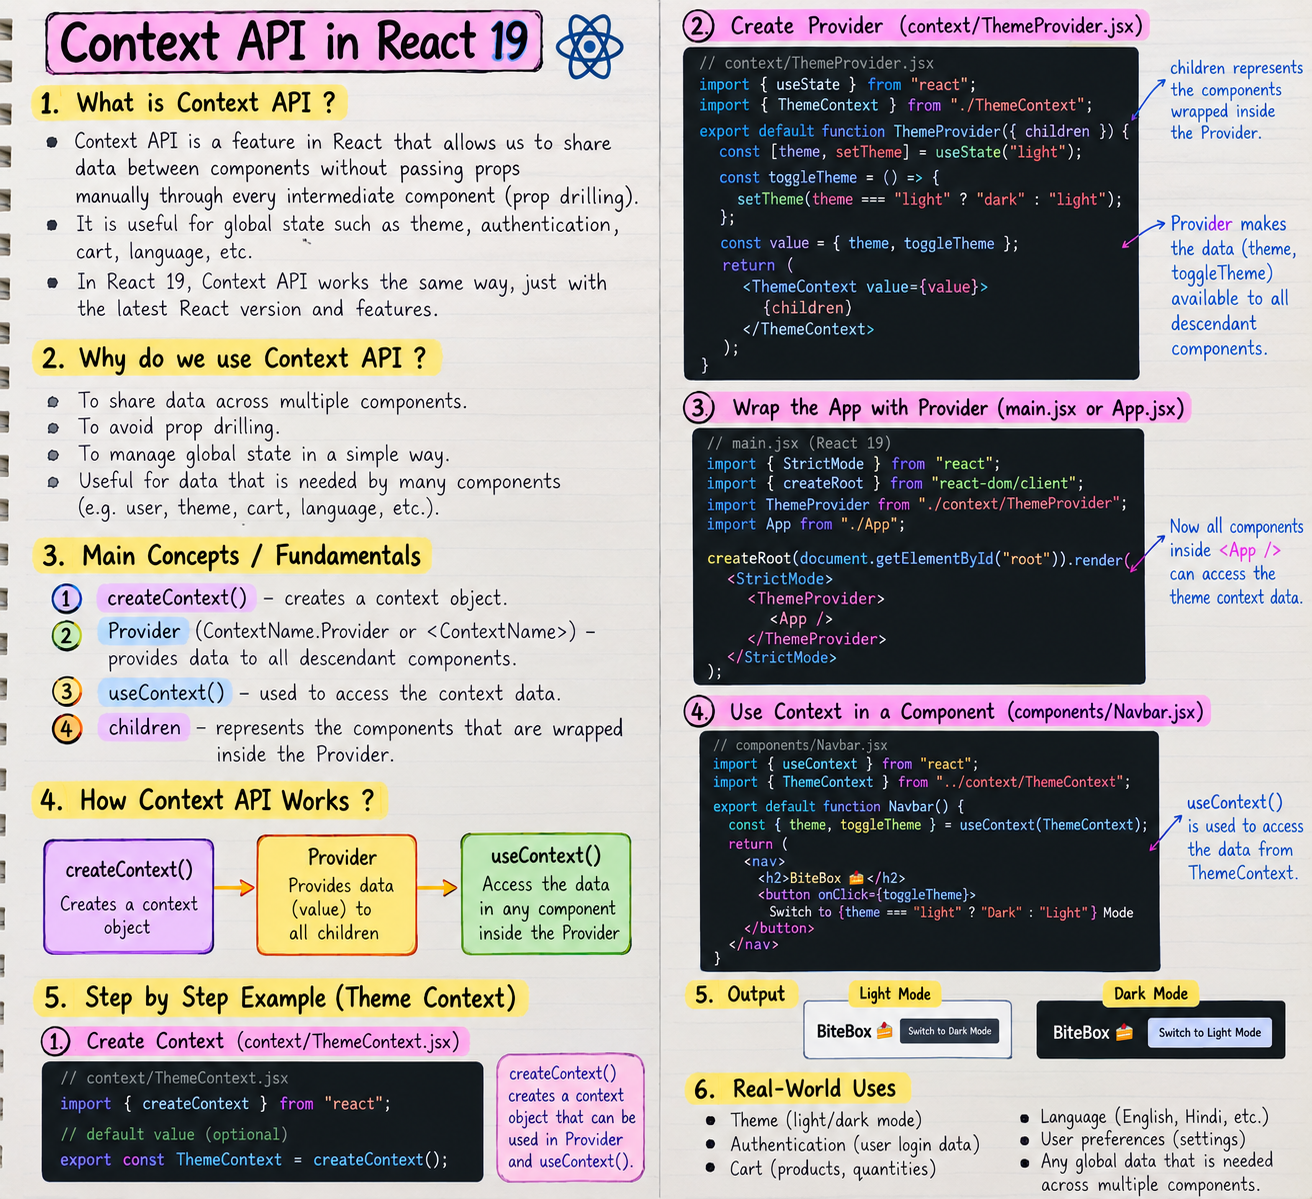 Context API in React 19
1. What is Context API ?
Context API is a feature in React that allows us to share
data between components without passing props
manually through every intermediate component (prop drilling).
It is useful for global state such as theme, authentication,
cart, language, etc.
In React 19, Context API works the same way, just with
the latest React version and features.
2. Why do we use Context API ?
To share data across multiple components.
To avoid prop drilling.
To manage global state in a simple way.
Useful for data that is needed by many components
(e.g. user, theme, cart, language, etc.).
3. Main Concepts / Fundamentals
1 createContext() – creates a context object.
2 Provider (ContextName.Provider or <ContextName>) –
provides data to all descendant components.
3 useContext() – used to access the context data.
4 children – represents the components that are wrapped
inside the Provider.
4. How Context API Works ?
createContext()
Creates a context
object
Provider
Provides data
(value) to
all children
useContext()
Access the data
in any component
inside the Provider
5. Step by Step Example (Theme Context)
1. Create Context (context/ThemeContext.jsx)
// context/ThemeContext.jsx
import { createContext } from "react";
// default value (optional)
export const ThemeContext = createContext();
createContext()
creates a context
object that can be
used in Provider
and useContext().
2. Create Provider (context/ThemeProvider.jsx)
// context/ThemeProvider.jsx
import { useState } from "react";
import { ThemeContext } from "./ThemeContext";
export default function ThemeProvider({ children }) {
const [theme, setTheme] = useState("light");
const toggleTheme = () => {
setTheme(theme === "light" ? "dark" : "light");
};
const value = { theme, toggleTheme };
return (
<ThemeContext value={value}>
{children}
</ThemeContext>
);
}
children represents
the components
wrapped inside
the Provider.
Provider makes
the data (theme,
toggleTheme)
available to all
descendant
components.
3. Wrap the App with Provider (main.jsx or App.jsx)
// main.jsx (React 19)
import { StrictMode } from "react";
import { createRoot } from "react-dom/client";
import ThemeProvider from "./context/ThemeProvider";
import App from "./App";
createRoot(document.getElementById("root")).render(
<StrictMode>
<ThemeProvider>
<App />
</ThemeProvider>
</StrictMode>
);
Now all components
inside <App />
can access the
theme context data.
4. Use Context in a Component (components/Navbar.jsx)
// components/Navbar.jsx
import { useContext } from "react";
import { ThemeContext } from "../context/ThemeContext";
export default function Navbar() {
const { theme, toggleTheme } = useContext(ThemeContext);
return (
<nav>
<h2>BiteBox 🍰</h2>
<button onClick={toggleTheme}>
Switch to {theme === "light" ? "Dark" : "Light"} Mode
</button>
</nav>
}
useContext()
is used to access
the data from
ThemeContext.
5. Output
Light Mode
BiteBox 🍰 Switch to Dark Mode
Dark Mode
BiteBox 🍰 Switch to Light Mode
6. Real-World Uses
Theme (light/dark mode)
Authentication (user login data)
Cart (products, quantities)
Language (English, Hindi, etc.)
User preferences (settings)
Any global data that is needed
across multiple components.